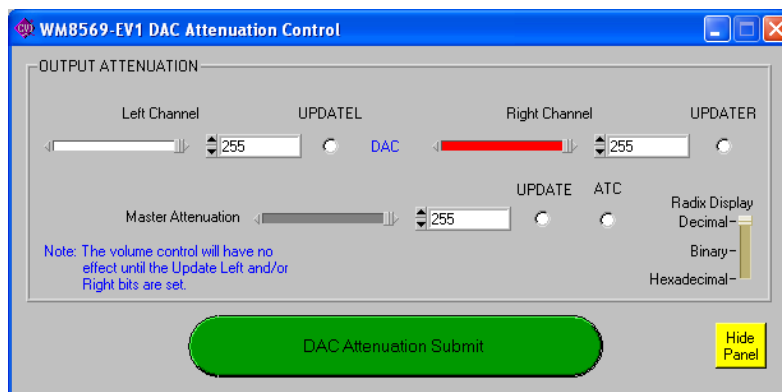 CVI WM8569-EV1 DAC Attenuation Control
OUTPUT ATTENUATION
Left Channel UPDATEL Right Channel UPDATER
255 DAC 255
UPDATE ATC
Master Attenuation 255
Radix Display
Decimal
Binary
Hexadecimal
Note: The volume control will have no
effect until the Update Left and/or
Right bits are set.
DAC Attenuation Submit
Hide
Panel